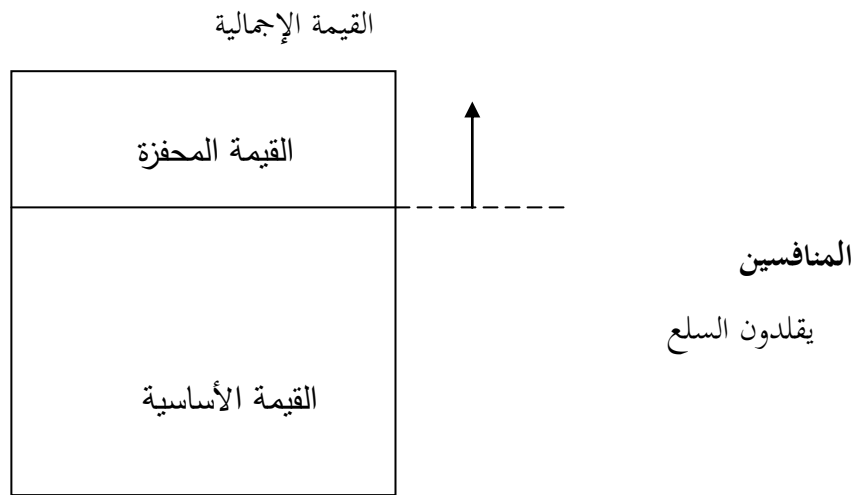 القيمة الإجمالية
القيمة المحفزة
المنافسين
يقلدون السلع
القيمة الأساسية